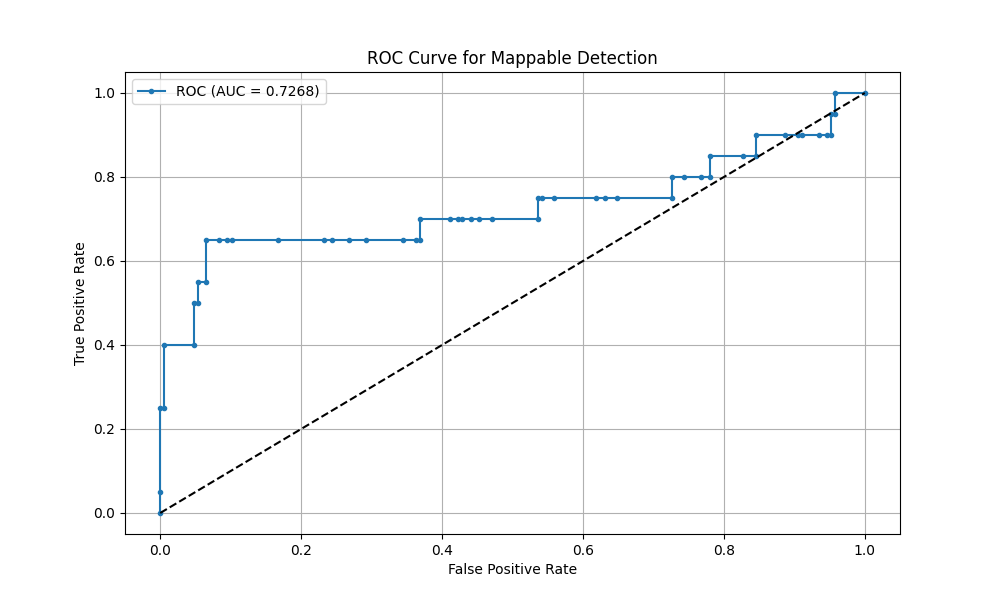 ROC Curve for Mappable Detection
ROC (AUC = 0.7268)
True Positive Rate
1.0
0.8
0.6
0.4
0.2
0.0
0.0 0.2 0.4 0.6 0.8 1.0
False Positive Rate